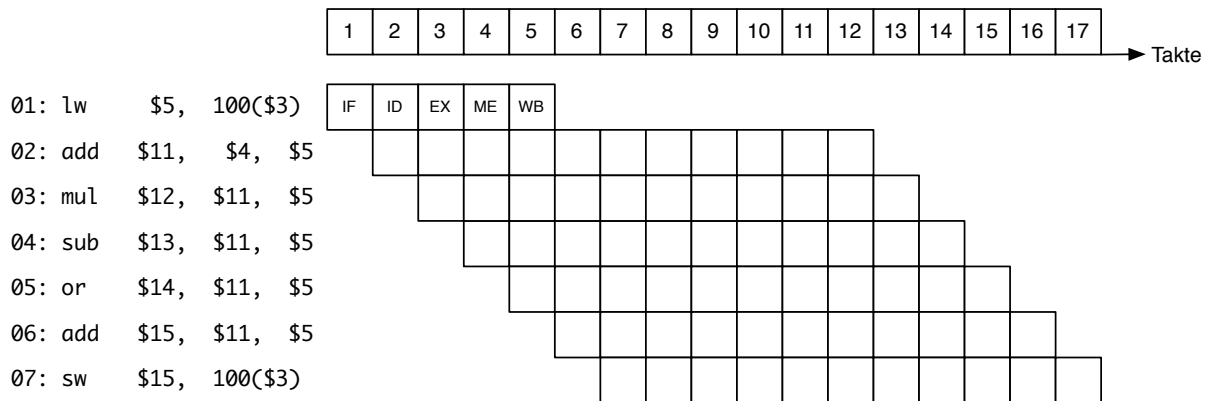 1 2 3 4 5 6 7 8 9 10 11 12 13 14 15 16 17
Takte
01: lw $5, 100($3) IF ID EX ME WB
02: add $11, $4, $5
03: mul $12, $11, $5
04: sub $13, $11, $5
05: or $14, $11, $5
06: add $15, $11, $5
07: sw $15, 100($3)